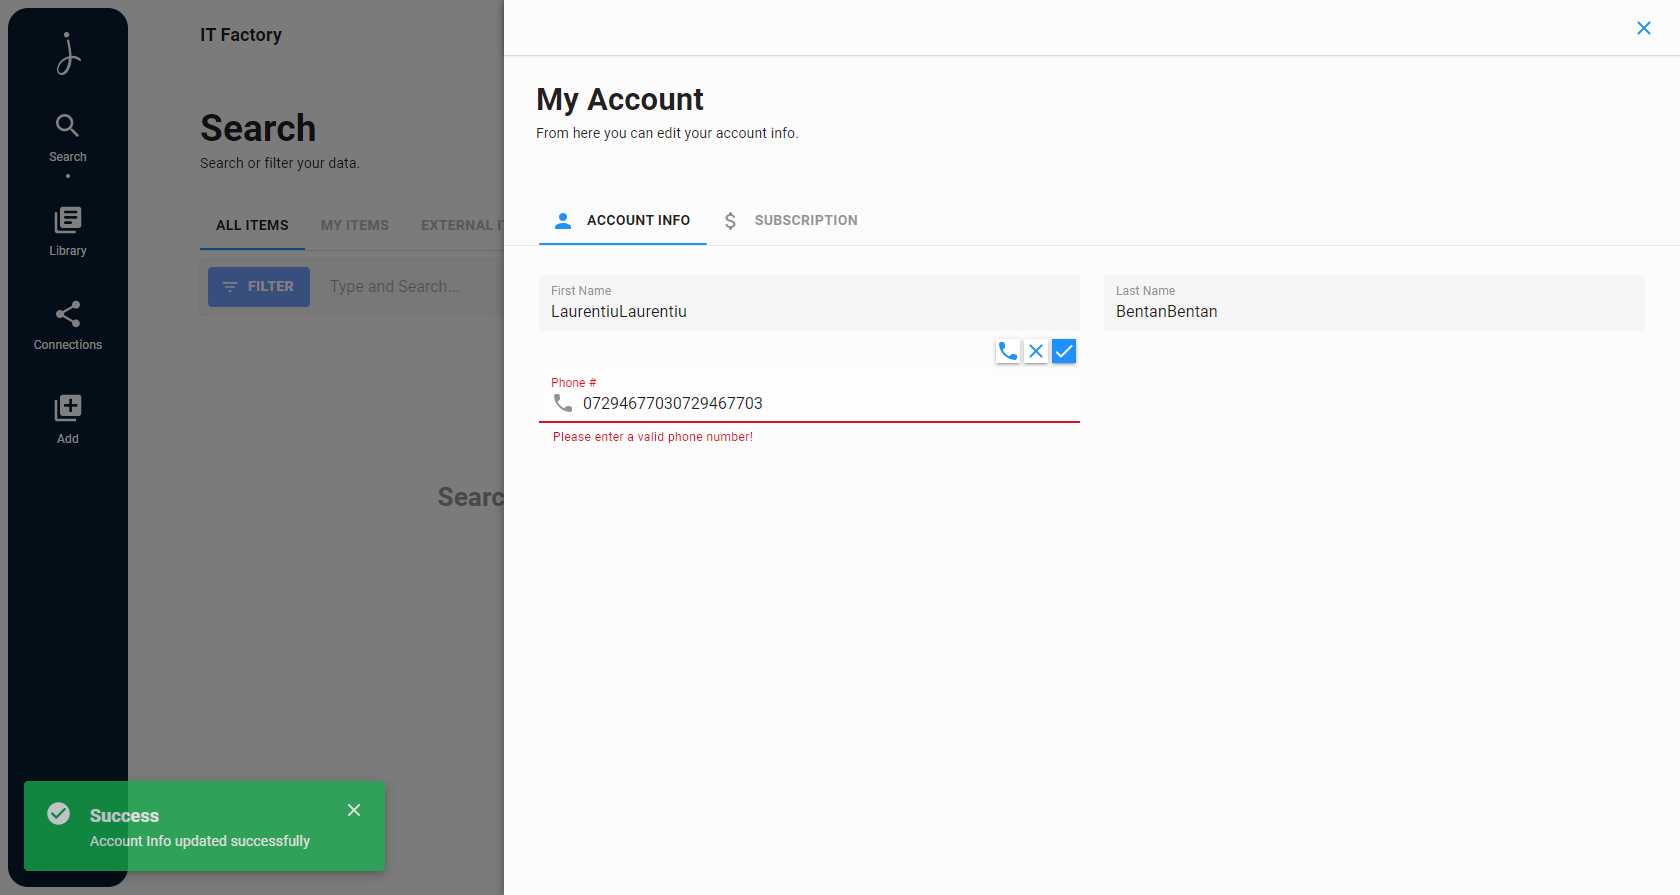 Search
Library
Connections
Add
IT Factory
Search
Search or filter your data.
ALL ITEMS MY ITEMS EXTERNAL
FILTER Type and Search...
Searc
My Account
From here you can edit your account info.
ACCOUNT INFO SUBSCRIPTION
First Name
LaurentiuLaurentiu
Last Name
BentanBentan
Phone #
07294677030729467703
Please enter a valid phone number!
Success
Account Info updated successfully